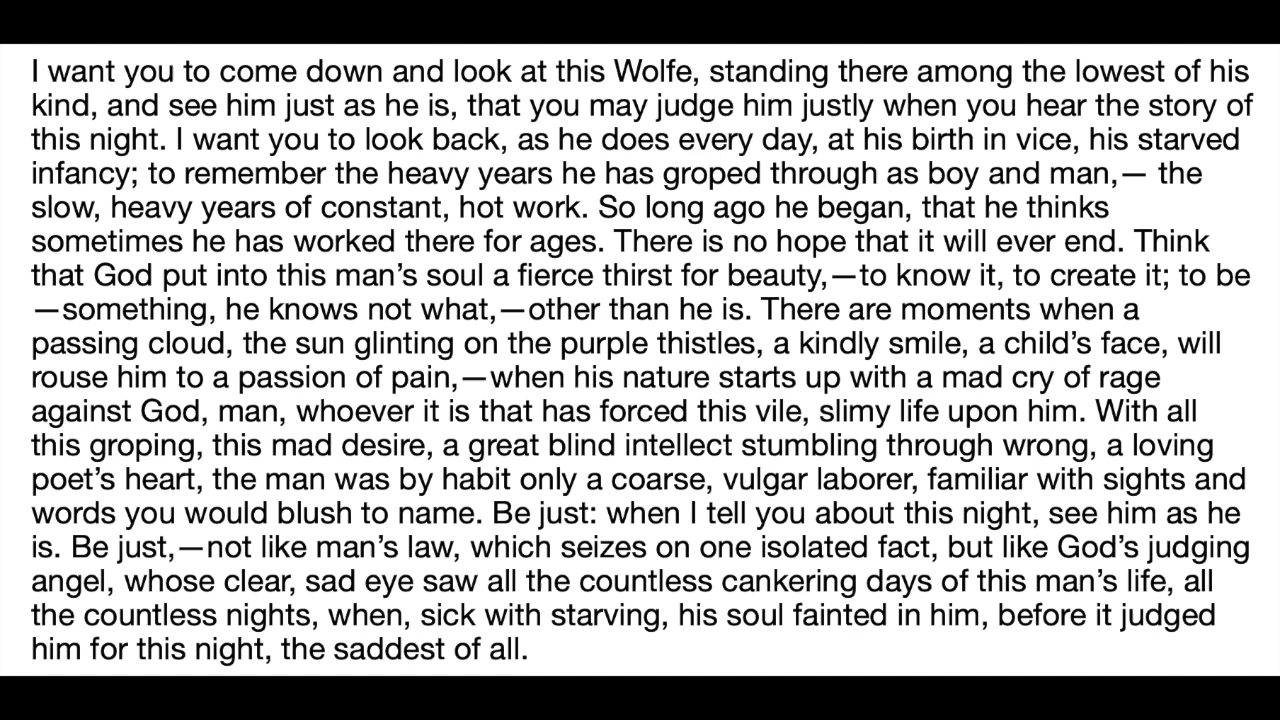 I want you to come down and look at this Wolfe, standing there among the lowest of his
kind, and see him just as he is, that you may judge him justly when you hear the story of
this night. I want you to look back, as he does every day, at his birth in vice, his starved
infancy; to remember the heavy years he has groped through as boy and man,— the
slow, heavy years of constant, hot work. So long ago he began, that he thinks
sometimes he has worked there for ages. There is no hope that it will ever end. Think
that God put into this man’s soul a fierce thirst for beauty,—to know it, to create it; to be
—something, he knows not what,—other than he is. There are moments when a
passing cloud, the sun glinting on the purple thistles, a kindly smile, a child’s face, will
rouse him to a passion of pain,—when his nature starts up with a mad cry of rage
against God, man, whoever it is that has forced this vile, slimy life upon him. With all
this groping, this mad desire, a great blind intellect stumbling through wrong, a loving
poet’s heart, the man was by habit only a coarse, vulgar laborer, familiar with sights and
words you would blush to name. Be just: when I tell you about this night, see him as he
is. Be just,—not like man’s law, which seizes on one isolated fact, but like God’s judging
angel, whose clear, sad eye saw all the countless cankering days of this man’s life, all
the countless nights, when, sick with starving, his soul fainted in him, before it judged
him for this night, the saddest of all.